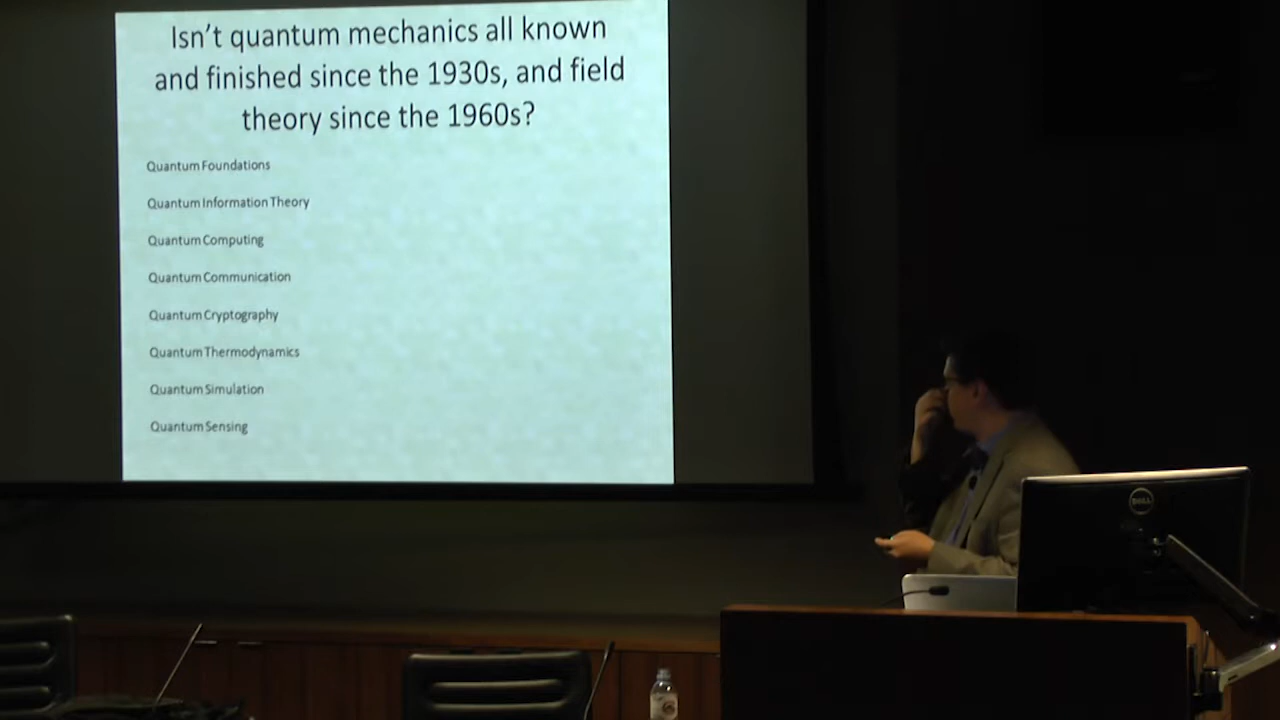 Isn't quantum mechanics all known
and finished since the 1930s, and field
theory since the 1960s?
Quantum Foundations
Quantum Information Theory
Quantum Computing
Quantum Communication
Quantum Cryptography
Quantum Thermodynamics
Quantum Simulation
Quantum Sensing
DELL